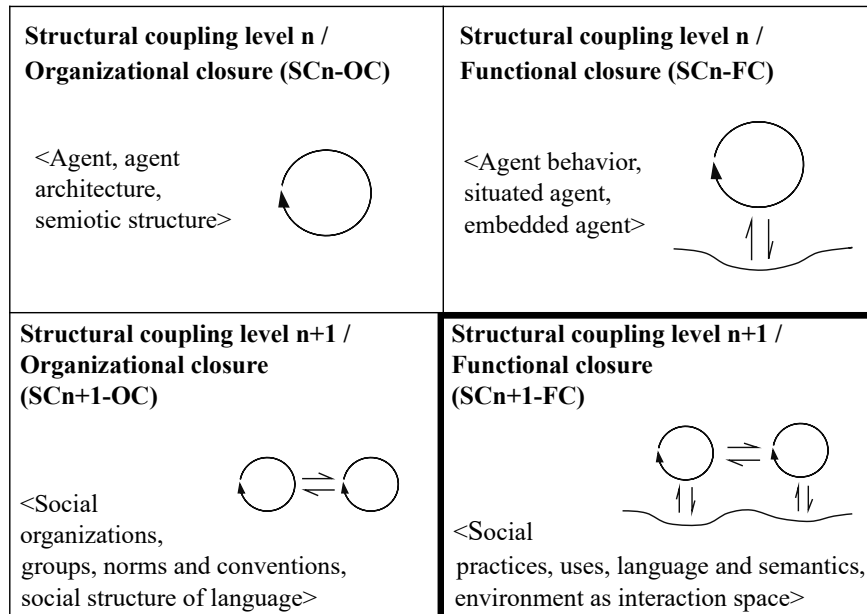 Structural coupling level n /
Organizational closure (SCn-OC)
<Agent, agent
architecture,
semiotic structure>
Structural coupling level n /
Functional closure (SCn-FC)
<Agent behavior,
situated agent,
embedded agent>
Structural coupling level n+1 /
Organizational closure
(SCn+1-OC)
<Social
organizations,
groups, norms and conventions,
social structure of language>
Structural coupling level n+1 /
Functional closure
(SCn+1-FC)
<Social
practices, uses, language and semantics,
environment as interaction space>